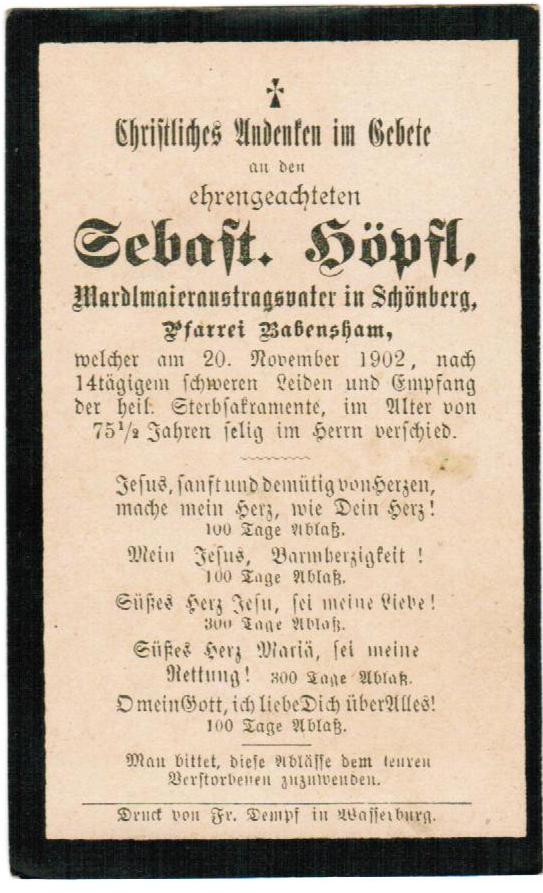 Christliches Andenken im Gebete
an den
ehrengeachteten
Sebast. Höpfl,
Mardlmaieraustragsvater in Schönberg,
Pfarrei Babensham,
welcher am 20. November 1902, nach
14tägigem schweren Leiden und Empfang
der heil. Sterbsakramente, im Alter von
75 1/2 Jahren selig im Herrn verschied.
Jesus, sanft und demütig von Herzen,
mache mein Herz, wie Dein Herz!
100 Tage Ablaß.
Mein Jesus, Barmherzigkeit!
100 Tage Ablaß.
Süßes Herz Jesu, sei meine Liebe!
300 Tage Ablaß.
Süßes Herz Mariä, sei meine
Rettung! 300 Tage Ablaß.
O mein Gott, ich liebe Dich über Alles!
100 Tage Ablaß.
Man bittet, diese Ablässe dem teuren
Verstorbenen zuzuwenden.
Druck von Fr. Dempf in Wasserburg.